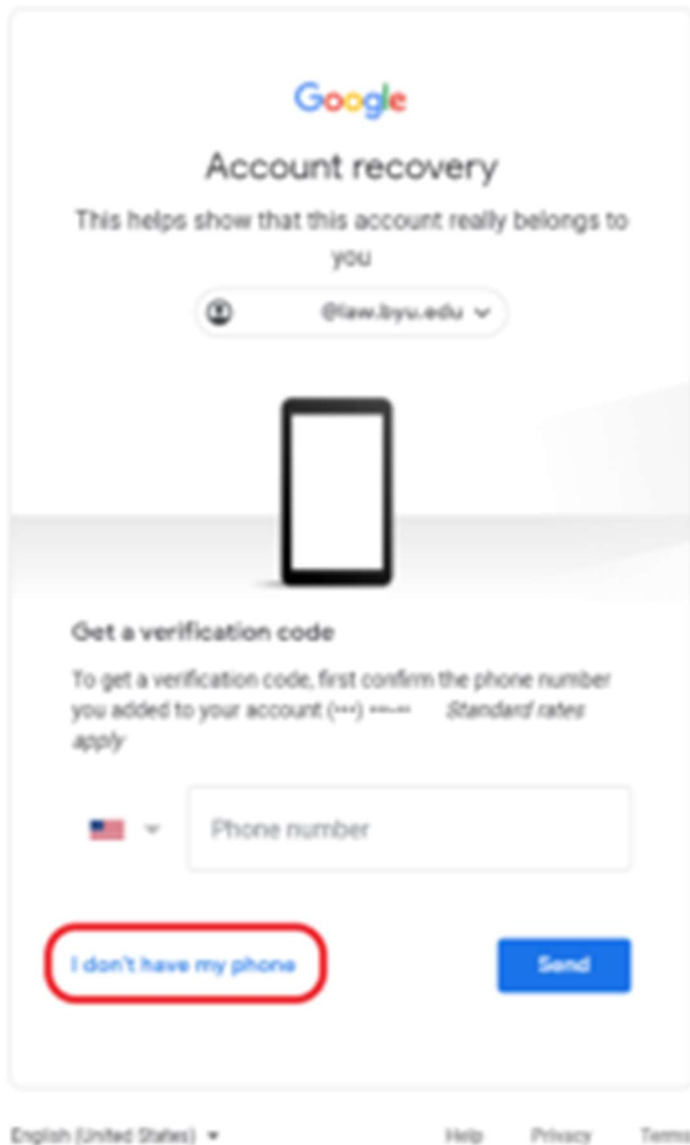 Google
Account recovery
This helps show that this account really belongs to
you
@law.byu.edu
Get a verification code
To get a verification code, first confirm the phone number
you added to your account (•••) •••-•• Standard rates
apply
Phone number
I don't have my phone
Send
English (United States)
Help Privacy Terms